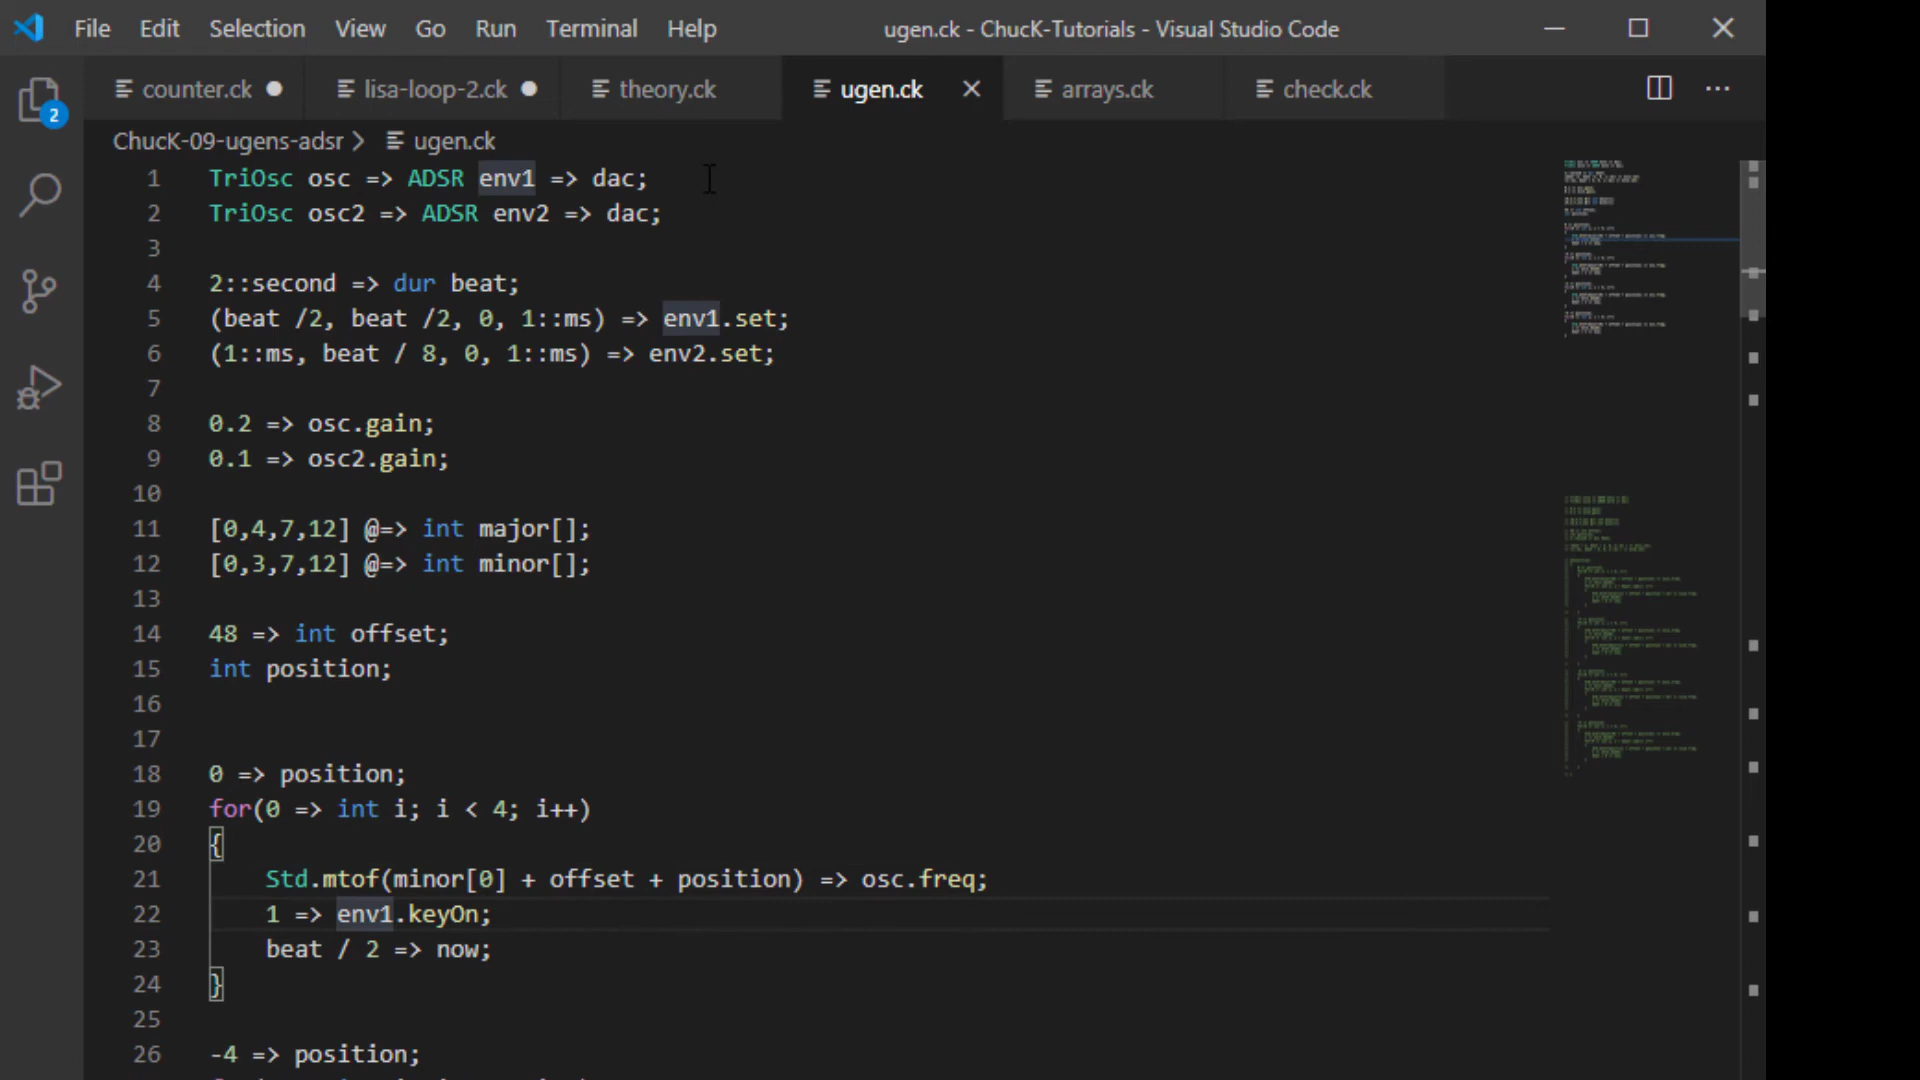 File Edit Selection View Go Run Terminal Help ugen.ck - ChucK-Tutorials - Visual Studio Code
counter.ck lisa-loop-2.ck theory.ck ugen.ck arrays.ck check.ck
2
ChucK-09-ugens-adsr > ugen.ck
1 TriOsc osc => ADSR env1 => dac;
2 TriOsc osc2 => ADSR env2 => dac;
3
4 2::second => dur beat;
5 (beat /2, beat /2, 0, 1::ms) => env1.set;
6 (1::ms, beat / 8, 0, 1::ms) => env2.set;
7
8 0.2 => osc.gain;
9 0.1 => osc2.gain;
10
11 [0,4,7,12] @=> int major[];
12 [0,3,7,12] @=> int minor[];
13
14 48 => int offset;
15 int position;
16
17
18 0 => position;
19 for(0 => int i; i < 4; i++)
20 {
21 Std.mtof(minor[0] + offset + position) => osc.freq;
22 1 => env1.keyOn;
23 beat / 2 => now;
24 }
25
26 -4 => position;